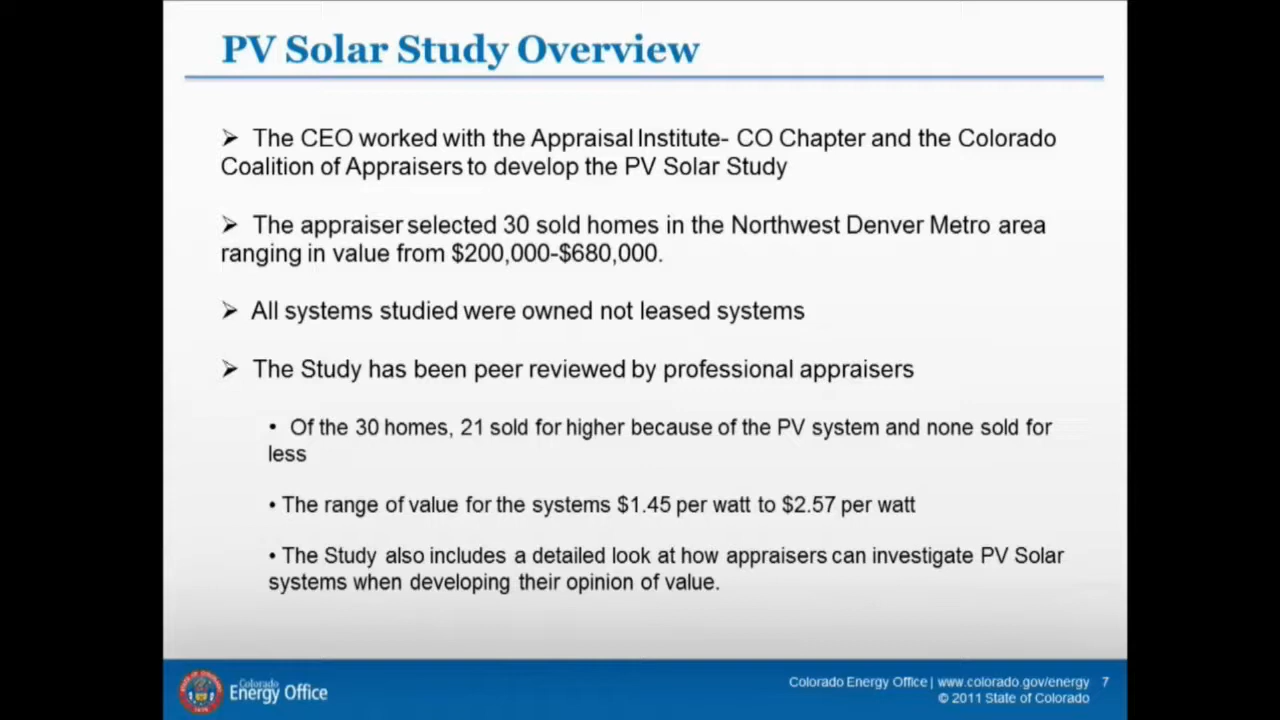 PV Solar Study Overview
➢ The CEO worked with the Appraisal Institute- CO Chapter and the Colorado
Coalition of Appraisers to develop the PV Solar Study
➢ The appraiser selected 30 sold homes in the Northwest Denver Metro area
ranging in value from $200,000-$680,000.
➢ All systems studied were owned not leased systems
➢ The Study has been peer reviewed by professional appraisers
• Of the 30 homes, 21 sold for higher because of the PV system and none sold for
less
• The range of value for the systems $1.45 per watt to $2.57 per watt
• The Study also includes a detailed look at how appraisers can investigate PV Solar
systems when developing their opinion of value.
Colorado
Energy Office
Colorado Energy Office | www.colorado.gov/energy 7
© 2011 State of Colorado